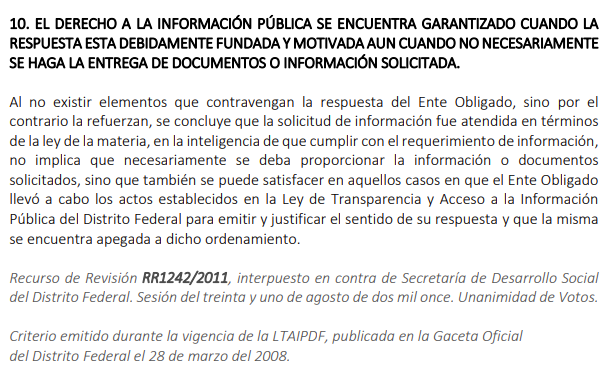 10. EL DERECHO A LA INFORMACIÓN PÚBLICA SE ENCUENTRA GARANTIZADO CUANDO LA
RESPUESTA ESTA DEBIDAMENTE FUNDADA Y MOTIVADA AUN CUANDO NO NECESARIAMENTE
SE HAGA LA ENTREGA DE DOCUMENTOS O INFORMACIÓN SOLICITADA.
Al no existir elementos que contravengan la respuesta del Ente Obligado, sino por el
contrario la refuerzan, se concluye que la solicitud de información fue atendida en términos
de la ley de la materia, en la inteligencia de que cumplir con el requerimiento de información,
no implica que necesariamente se deba proporcionar la información o documentos
solicitados, sino que también se puede satisfacer en aquellos casos en que el Ente Obligado
llevó a cabo los actos establecidos en la Ley de Transparencia y Acceso a la Información
Pública del Distrito Federal para emitir y justificar el sentido de su respuesta y que la misma
se encuentra apegada a dicho ordenamiento.
Recurso de Revisión RR1242/2011, interpuesto en contra de Secretaría de Desarrollo Social
del Distrito Federal. Sesión del treinta y uno de agosto de dos mil once. Unanimidad de Votos.
Criterio emitido durante la vigencia de la LTAIPDF, publicada en la Gaceta Oficial
del Distrito Federal el 28 de marzo del 2008.